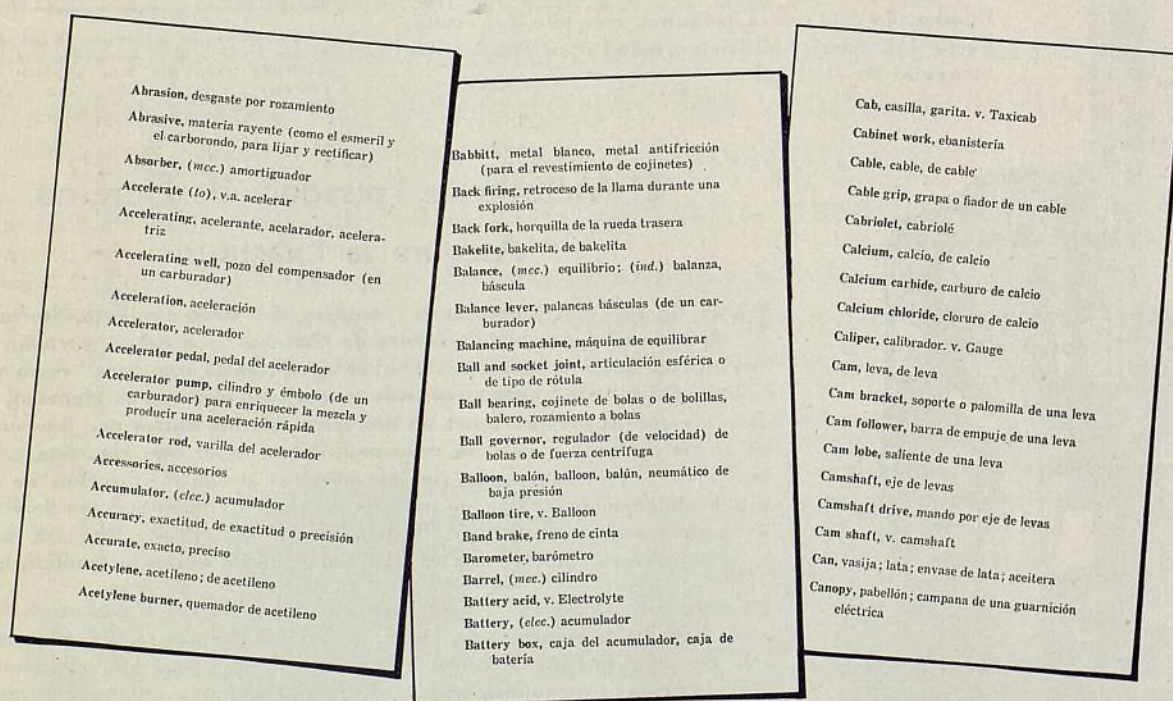 Abrasion, desgaste por rozamiento
Abrasive, materia rayente (como el esmeril y
el carborondo, para lijar y rectificar)
Absorber, (mec.) amortiguador
Accelerate (to), v.a. acelerar
Accelerating, acelerante, acelarador, acelera-
triz
Accelerating well, pozo del compensador (en
un carburador)
Acceleration, aceleración
Accelerator, acelerador
Accelerator pedal, pedal del acelerador
Accelerator pump, cilindro y émbolo (de un
carburador) para enriquecer la mezcla y
producir una aceleración rápida
Accelerator rod, varilla del acelerador
Accessories, accesorios
Accumulator, (elec.) acumulador
Accuracy, exactitud, de exactitud o precisión
Accurate, exacto, preciso
Acetylene, acetileno; de acetileno
Acetylene burner, quemador de acetileno
Babbitt, metal blanco, metal antifricción
(para el revestimiento de cojinetes)
Back firing, retroceso de la llama durante una
explosión
Back fork, horquilla de la rueda trasera
Bakelite, bakelita, de bakelita
Balance, (mec.) equilibrio; (ind.) balanza,
báscula
Balance lever, palancas básculas (de un car-
burador)
Balancing machine, máquina de equilibrar
Ball and socket joint, articulación esférica o
de tipo de rótula
Ball bearing, cojinete de bolas o de bolillas,
balero, rozamiento a bolas
Ball governor, regulador (de velocidad) de
bolas o de fuerza centrífuga
Balloon, balón, balloon, balún, neumático de
baja presión
Balloon tire, v. Balloon
Band brake, freno de cinta
Barometer, barómetro
Barrel, (mec.) cilindro
Battery acid, v. Electrolyte
Battery, (elec.) acumulador
Battery box, caja del acumulador, caja de
batería
Cab, casilla, garita. v. Taxicab
Cabinet work, ebanistería
Cable, cable, de cable
Cable grip, grapa o fiador de un cable
Cabriolet, cabriolé
Calcium, calcio, de calcio
Calcium carbide, carburo de calcio
Calcium chloride, cloruro de calcio
Caliper, calibrador. v. Gauge
Cam, leva, de leva
Cam bracket, soporte o palomilla de una leva
Cam follower, barra de empuje de una leva
Cam lobe, saliente de una leva
Camshaft, eje de levas
Camshaft drive, mando por eje de levas
Cam shaft, v. camshaft
Can, vasija; lata; envase de lata; aceitera
Canopy, pabellón; campana de una guarnición
eléctrica